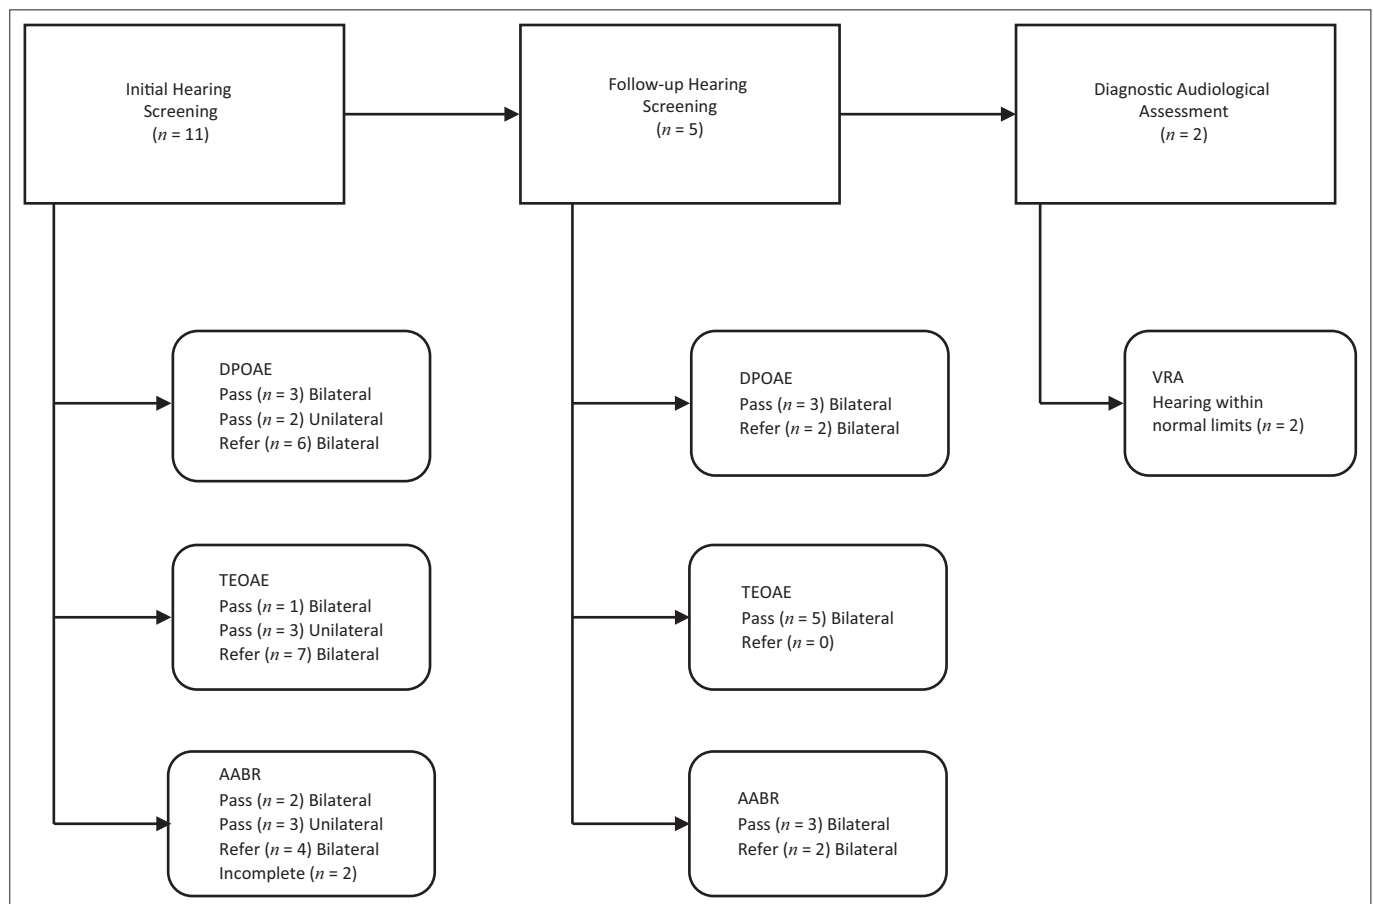 Initial Hearing
Screening
(n = 11)
Follow-up Hearing
Screening
(n = 5)
Diagnostic Audiological
Assessment
(n = 2)
DPOAE
Pass (n = 3) Bilateral
Pass (n = 2) Unilateral
Refer (n = 6) Bilateral
DPOAE
Pass (n = 3) Bilateral
Refer (n = 2) Bilateral
VRA
Hearing within
normal limits (n = 2)
TEOAE
Pass (n = 1) Bilateral
Pass (n = 3) Unilateral
Refer (n = 7) Bilateral
TEOAE
Pass (n = 5) Bilateral
Refer (n = 0)
AABR
Pass (n = 2) Bilateral
Pass (n = 3) Unilateral
Refer (n = 4) Bilateral
Incomplete (n = 2)
AABR
Pass (n = 3) Bilateral
Refer (n = 2) Bilateral